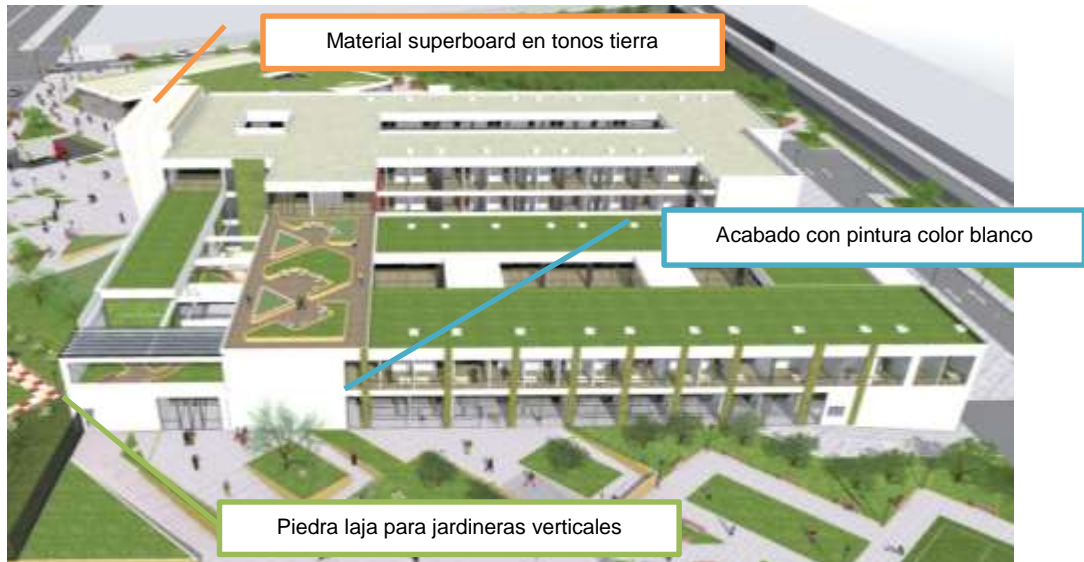 Material superboard en tonos tierra
Acabado con pintura color blanco
Piedra laja para jardineras verticales